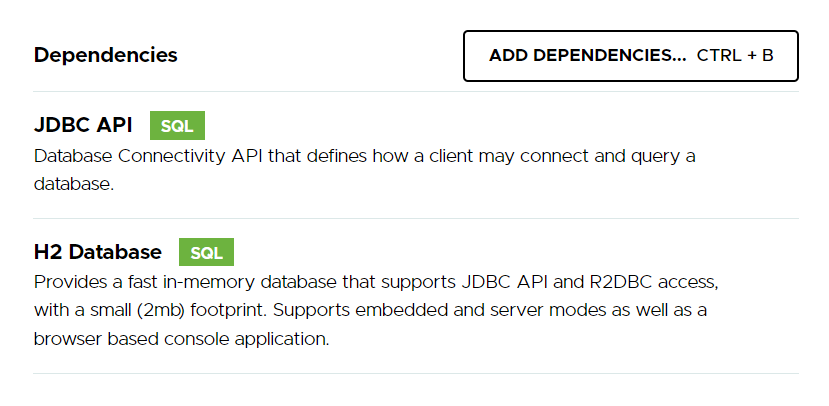 Dependencies
ADD DEPENDENCIES... CTRL + B
JDBC API SQL
Database Connectivity API that defines how a client may connect and query a
database.
H2 Database SQL
Provides a fast in-memory database that supports JDBC API and R2DBC access,
with a small (2mb) footprint. Supports embedded and server modes as well as a
browser based console application.